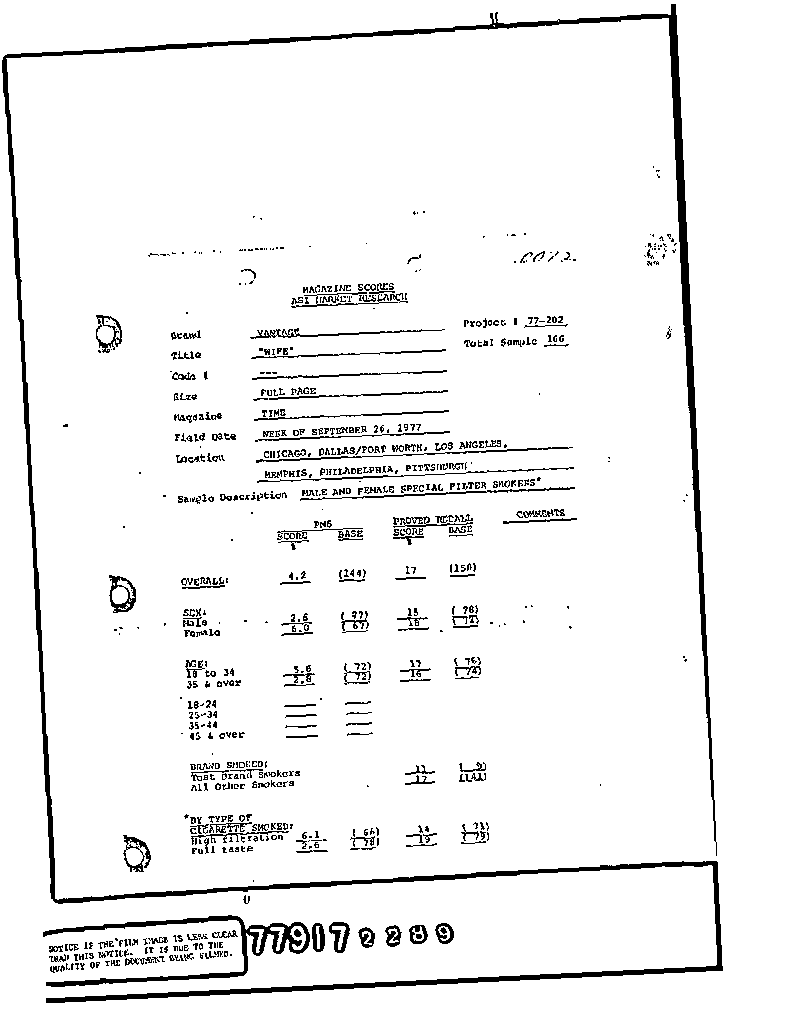 MAGAZINE SCORES
ASI MARKET RESEARCH
Project # 77-202
Total Sample 166
Brand VANTAGE
Title "WIFE"
Code # ---
Size FULL PAGE
Magazine TIME
Field Date WEEK OF SEPTEMBER 26, 1977
Location CHICAGO, DALLAS/FORT WORTH, LOS ANGELES,
MEMPHIS, PHILADELPHIA, PITTSBURGH
Sample Description MALE AND FEMALE SPECIAL FILTER SMOKERS*
PNS PROVED RECALL COMMENTS
SCORE BASE SCORE BASE
OVERALL: 4.2 (144) 17 (150)
SEX:
Male 2.6 (77) 15 (78)
Female 6.0 (67) 18 (72)
AGE:
18 to 34 5.6 (72) 17 (76)
35 & over 2.8 (72) 16 (74)
18-24
25-34
35-44
45 & over
BRAND SMOKED:
Test Brand Smokers 11 (9)
All Other Smokers 17 (141)
*BY TYPE OF
CIGARETTE SMOKED:
High filtration 6.1 (66) 14 (71)
Full taste 2.6 (78) 19 (79)
NOTICE IF THE FILM IMAGE IS LESS CLEAR
THAN THIS NOTICE. IT IS DUE TO THE
QUALITY OF THE DOCUMENT BEING FILMED.
77917 2289